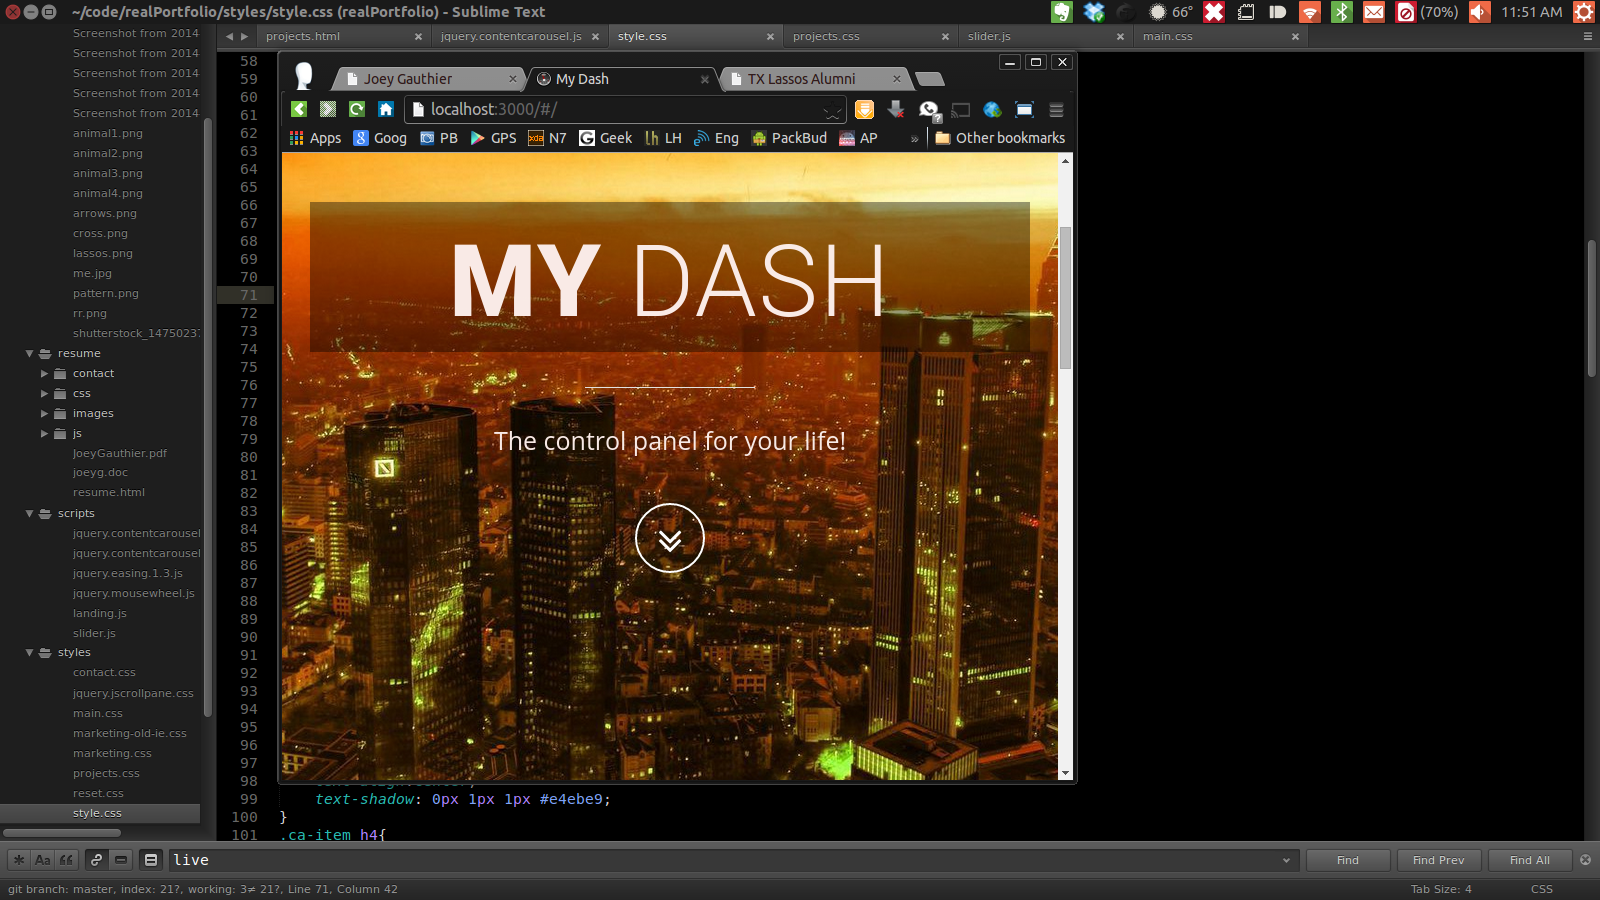 ~/code/realPortfolio/styles/style.css (realPortfolio) - Sublime Text
66° (70%) 11:51 AM
projects.html jquery.contentcarousel.js style.css projects.css slider.js main.css
Screenshot from 2014
Screenshot from 2014
Screenshot from 2014
Screenshot from 2014
Screenshot from 2014
animal1.png
animal2.png
animal3.png
animal4.png
arrows.png
cross.png
lassos.png
me.jpg
pattern.png
rr.png
shutterstock_1475023
resume
contact
css
images
js
JoeyGauthier.pdf
joeyg.doc
resume.html
scripts
jquery.contentcarousel
jquery.contentcarousel
jquery.easing.1.3.js
jquery.mousewheel.js
landing.js
slider.js
styles
contact.css
jquery.jscrollpane.css
main.css
marketing-old-ie.css
marketing.css
projects.css
reset.css
style.css
58
59
60
61
62
63
64
65
66
67
68
69
70
71
72
73
74
75
76
77
78
79
80
81
82
83
84
85
86
87
88
89
90
91
92
93
94
95
96
97
98
99 text-shadow: 0px 1px 1px #e4ebe9;
100 }
101 .ca-item h4{
Joey Gauthier My Dash TX Lassos Alumni
localhost:3000/#/
Apps Goog PB GPS N7 Geek LH Eng PackBud AP » Other bookmarks
MY DASH
The control panel for your life!
live Find Find Prev Find All
git branch: master, index: 21?, working: 3≠ 21?, Line 71, Column 42 Tab Size: 4 CSS